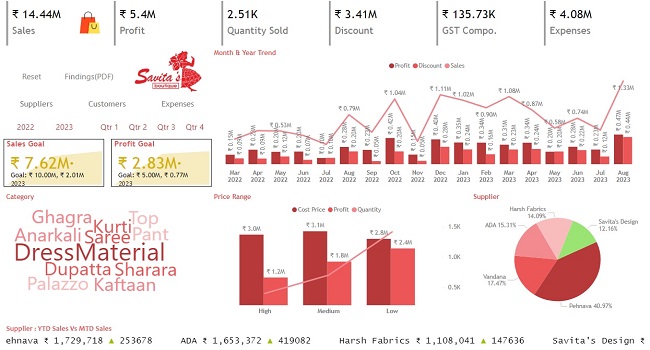 ₹ 14.44M
Sales
₹ 5.4M
Profit
2.51K
Quantity Sold
₹ 3.41M
Discount
₹ 135.73K
GST Compo.
₹ 4.08M
Expenses
Reset
Findings(PDF)
Savita's
boutique
Suppliers
Customers
Expenses
2022
2023
Qtr 1
Qtr 2
Qtr 3
Qtr 4
Sales Goal
₹ 7.62M
Goal: ₹ 10.00M, ₹ 2.01M
2023
Profit Goal
₹ 2.83M
Goal: ₹ 5.00M, ₹ 0.77M
2023
Month & Year Trend
Profit Discount Sales
₹ 0.53M
₹ 0.79M
₹ 1.04M
₹ 1.11M
₹ 1.02M
₹ 0.90M
₹ 1.08M
₹ 0.87M
₹ 0.58M
₹ 0.74M
₹ 1.33M
Mar Apr May Jun Jul Aug Sep Oct Nov Dec Jan Feb Mar Apr May Jun Jul Aug
2022 2022 2022 2022 2022 2022 2022 2022 2022 2022 2023 2023 2023 2023 2023 2023 2023 2023
Category
Ghagra
Kurti
Top
Anarkali
Saree
Pant
DressMaterial
Dupatta
Sharara
Palazzo
Kaftaan
Price Range
Cost Price Profit Quantity
₹ 3.0M
₹ 1.2M
₹ 3.1M
₹ 1.8M
₹ 2.8M
₹ 2.4M
1.5K
1.0K
0.5K
High
Medium
Low
Supplier
Harsh Fabrics
14.09%
Savita's Design
12.16%
ADA 15.31%
Vandana
17.47%
Pehnava 40.97%
Supplier : YTD Sales Vs MTD Sales
ehnava ₹ 1,729,718 ▲ 253678
ADA ₹ 1,653,372 ▲ 419082
Harsh Fabrics ₹ 1,108,041 ▲ 147636
Savita's Design ₹